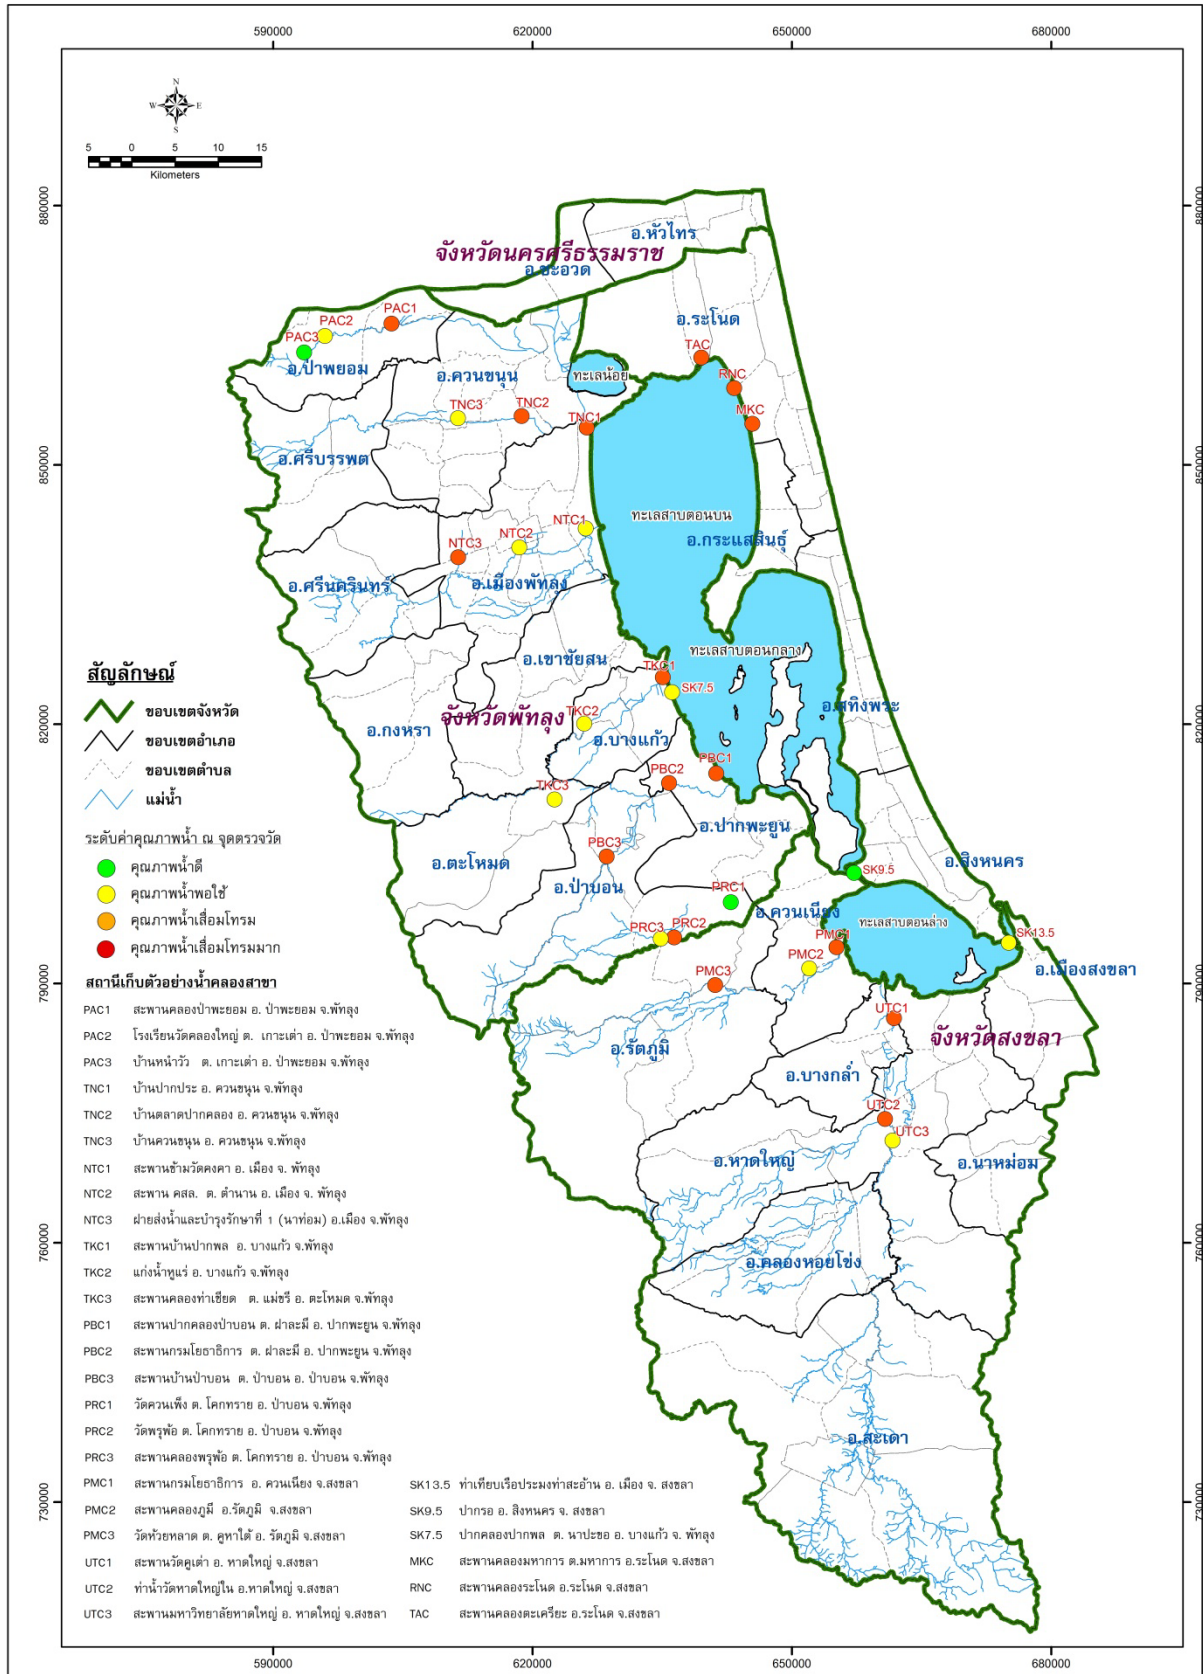 590000 620000 650000 680000
N
W E
S
5 0 5 10 15
Kilometers
880000 880000
อ.หัวไทร
จังหวัดนครศรีธรรมราช
อ.ชะอวด
PAC1
PAC2
PAC3
อ.ป่าพยอม
อ.ระโนด
TAC
RNC
MKC
อ.ควนขนุน
ทะเลน้อย
TNC3 TNC2 TNC1
850000 850000
อ.ศรีบรรพต
ทะเลสาบตอนบน
อ.กระแสสินธุ์
NTC1
NTC2
NTC3
อ.ศรีนครินทร์
อ.เมืองพัทลุง
อ.เขาชัยสน
ทะเลสาบตอนกลาง
TKC1
SK7.5
อ.สทิงพระ
TKC2
จังหวัดพัทลุง
อ.กงหรา
อ.บางแก้ว
820000 820000
PBC1
PBC2
TKC3
อ.ปากพะยูน
PBC3
อ.ตะโหมด
อ.ป่าบอน
อ.สิงหนคร
SK9.5
PRC1
อ.ควนเนียง
ทะเลสาบตอนล่าง
PRC3 PRC2
PMC1
SK13.5
PMC2
PMC3
อ.เมืองสงขลา
790000 790000
UTC1
จังหวัดสงขลา
อ.รัตภูมิ
อ.บางกล่ำ
UTC2
UTC3
อ.หาดใหญ่
อ.นาหม่อม
760000 760000
อ.คลองหอยโข่ง
อ.สะเดา
730000 730000
สัญลักษณ์
ขอบเขตจังหวัด
ขอบเขตอำเภอ
ขอบเขตตำบล
แม่น้ำ
ระดับค่าคุณภาพน้ำ ณ จุดตรวจวัด
คุณภาพน้ำดี
คุณภาพน้ำพอใช้
คุณภาพน้ำเสื่อมโทรม
คุณภาพน้ำเสื่อมโทรมมาก
สถานีเก็บตัวอย่างน้ำคลองสาขา
PAC1 สะพานคลองป่าพะยอม อ. ป่าพะยอม จ.พัทลุง
PAC2 โรงเรียนวัดคลองใหญ่ ต. เกาะเต่า อ. ป่าพะยอม จ.พัทลุง
PAC3 บ้านหนำวัว ต. เกาะเต่า อ. ป่าพะยอม จ.พัทลุง
TNC1 บ้านปากประ อ. ควนขนุน จ.พัทลุง
TNC2 บ้านตลาดปากคลอง อ. ควนขนุน จ.พัทลุง
TNC3 บ้านควนขนุน อ. ควนขนุน จ.พัทลุง
NTC1 สะพานข้ามวัดคงคา อ. เมือง จ. พัทลุง
NTC2 สะพาน คสล. ต. ตำนาน อ. เมือง จ. พัทลุง
NTC3 ฝายส่งน้ำและบำรุงรักษาที่ 1 (นาท่อม) อ.เมือง จ.พัทลุง
TKC1 สะพานบ้านปากพล อ. บางแก้ว จ.พัทลุง
TKC2 แก่งน้ำหูแร่ อ. บางแก้ว จ.พัทลุง
TKC3 สะพานคลองท่าเชียด ต. แม่ขรี อ. ตะโหมด จ.พัทลุง
PBC1 สะพานปากคลองป่าบอน ต. ฝาละมี อ. ปากพะยูน จ.พัทลุง
PBC2 สะพานกรมโยธาธิการ ต. ฝาละมี อ. ปากพะยูน จ.พัทลุง
PBC3 สะพานบ้านป่าบอน ต. ป่าบอน อ. ป่าบอน จ.พัทลุง
PRC1 วัดควนเพ็ง ต. โคกทราย อ. ป่าบอน จ.พัทลุง
PRC2 วัดพรุพ้อ ต. โคกทราย อ. ป่าบอน จ.พัทลุง
PRC3 สะพานคลองพรุพ้อ ต. โคกทราย อ. ป่าบอน จ.พัทลุง
PMC1 สะพานกรมโยธาธิการ อ. ควนเนียง จ.สงขลา
PMC2 สะพานคลองภูมี อ.รัตภูมิ จ.สงขลา
PMC3 วัดห้วยหลาด ต. คูหาใต้ อ. รัตภูมิ จ.สงขลา
UTC1 สะพานวัดคูเต่า อ. หาดใหญ่ จ.สงขลา
UTC2 ท่าน้ำวัดหาดใหญ่ใน อ.หาดใหญ่ จ.สงขลา
UTC3 สะพานมหาวิทยาลัยหาดใหญ่ อ. หาดใหญ่ จ.สงขลา
SK13.5 ท่าเทียบเรือประมงท่าสะอ้าน อ. เมือง จ. สงขลา
SK9.5 ปากรอ อ. สิงหนคร จ. สงขลา
SK7.5 ปากคลองปากพล ต. นาปะขอ อ. บางแก้ว จ. พัทลุง
MKC สะพานคลองมหาการ ต.มหาการ อ.ระโนด จ.สงขลา
RNC สะพานคลองระโนด อ.ระโนด จ.สงขลา
TAC สะพานคลองตะเครียะ อ.ระโนด จ.สงขลา
590000 620000 650000 680000